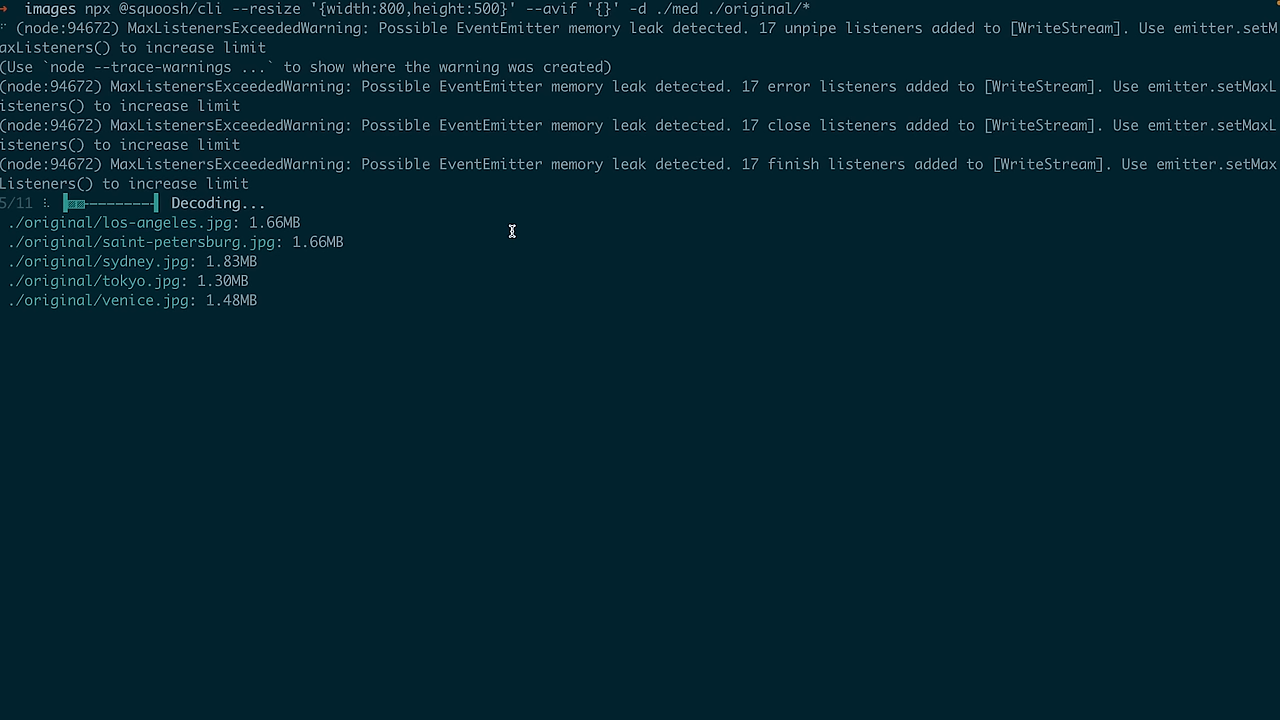 → images npx @squoosh/cli --resize '{width:800,height:500}' --avif '{}' -d ./med ./original/*
(node:94672) MaxListenersExceededWarning: Possible EventEmitter memory leak detected. 17 unpipe listeners added to [WriteStream]. Use emitter.setM
axListeners() to increase limit
(Use `node --trace-warnings ...` to show where the warning was created)
(node:94672) MaxListenersExceededWarning: Possible EventEmitter memory leak detected. 17 error listeners added to [WriteStream]. Use emitter.setMaxL
isteners() to increase limit
(node:94672) MaxListenersExceededWarning: Possible EventEmitter memory leak detected. 17 close listeners added to [WriteStream]. Use emitter.setMaxL
isteners() to increase limit
(node:94672) MaxListenersExceededWarning: Possible EventEmitter memory leak detected. 17 finish listeners added to [WriteStream]. Use emitter.setMax
Listeners() to increase limit
5/11 ⠧ ▐▨▨---------▌ Decoding...
./original/los-angeles.jpg: 1.66MB
./original/saint-petersburg.jpg: 1.66MB
./original/sydney.jpg: 1.83MB
./original/tokyo.jpg: 1.30MB
./original/venice.jpg: 1.48MB